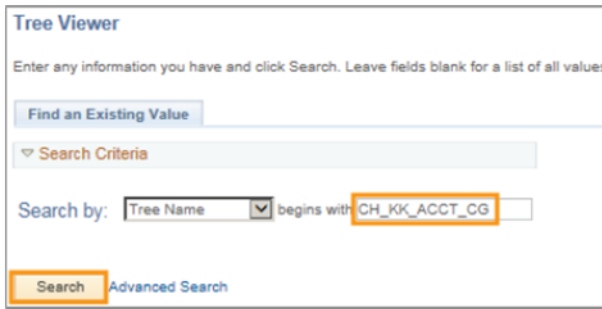 Tree Viewer
Enter any information you have and click Search. Leave fields blank for a list of all values
Find an Existing Value
Search Criteria
Search by: Tree Name begins with CH_KK_ACCT_CG
Search Advanced Search